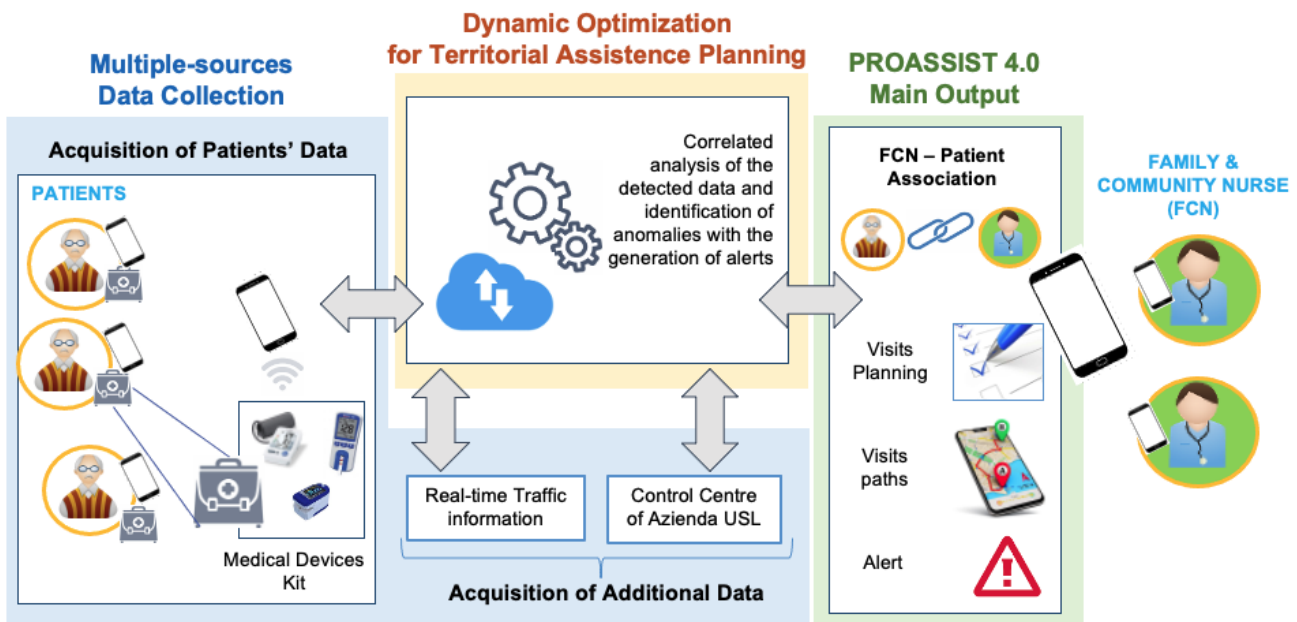 Multiple-sources
Data Collection
Acquisition of Patients' Data
PATIENTS
Medical Devices
Kit
Dynamic Optimization
for Territorial Assistence Planning
Correlated
analysis of the
detected data and
identification of
anomalies with the
generation of alerts
Real-time Traffic
information
Control Centre
of Azienda USL
Acquisition of Additional Data
PROASSIST 4.0
Main Output
FCN – Patient
Association
Visits
Planning
Visits
paths
Alert
FAMILY &
COMMUNITY NURSE
(FCN)